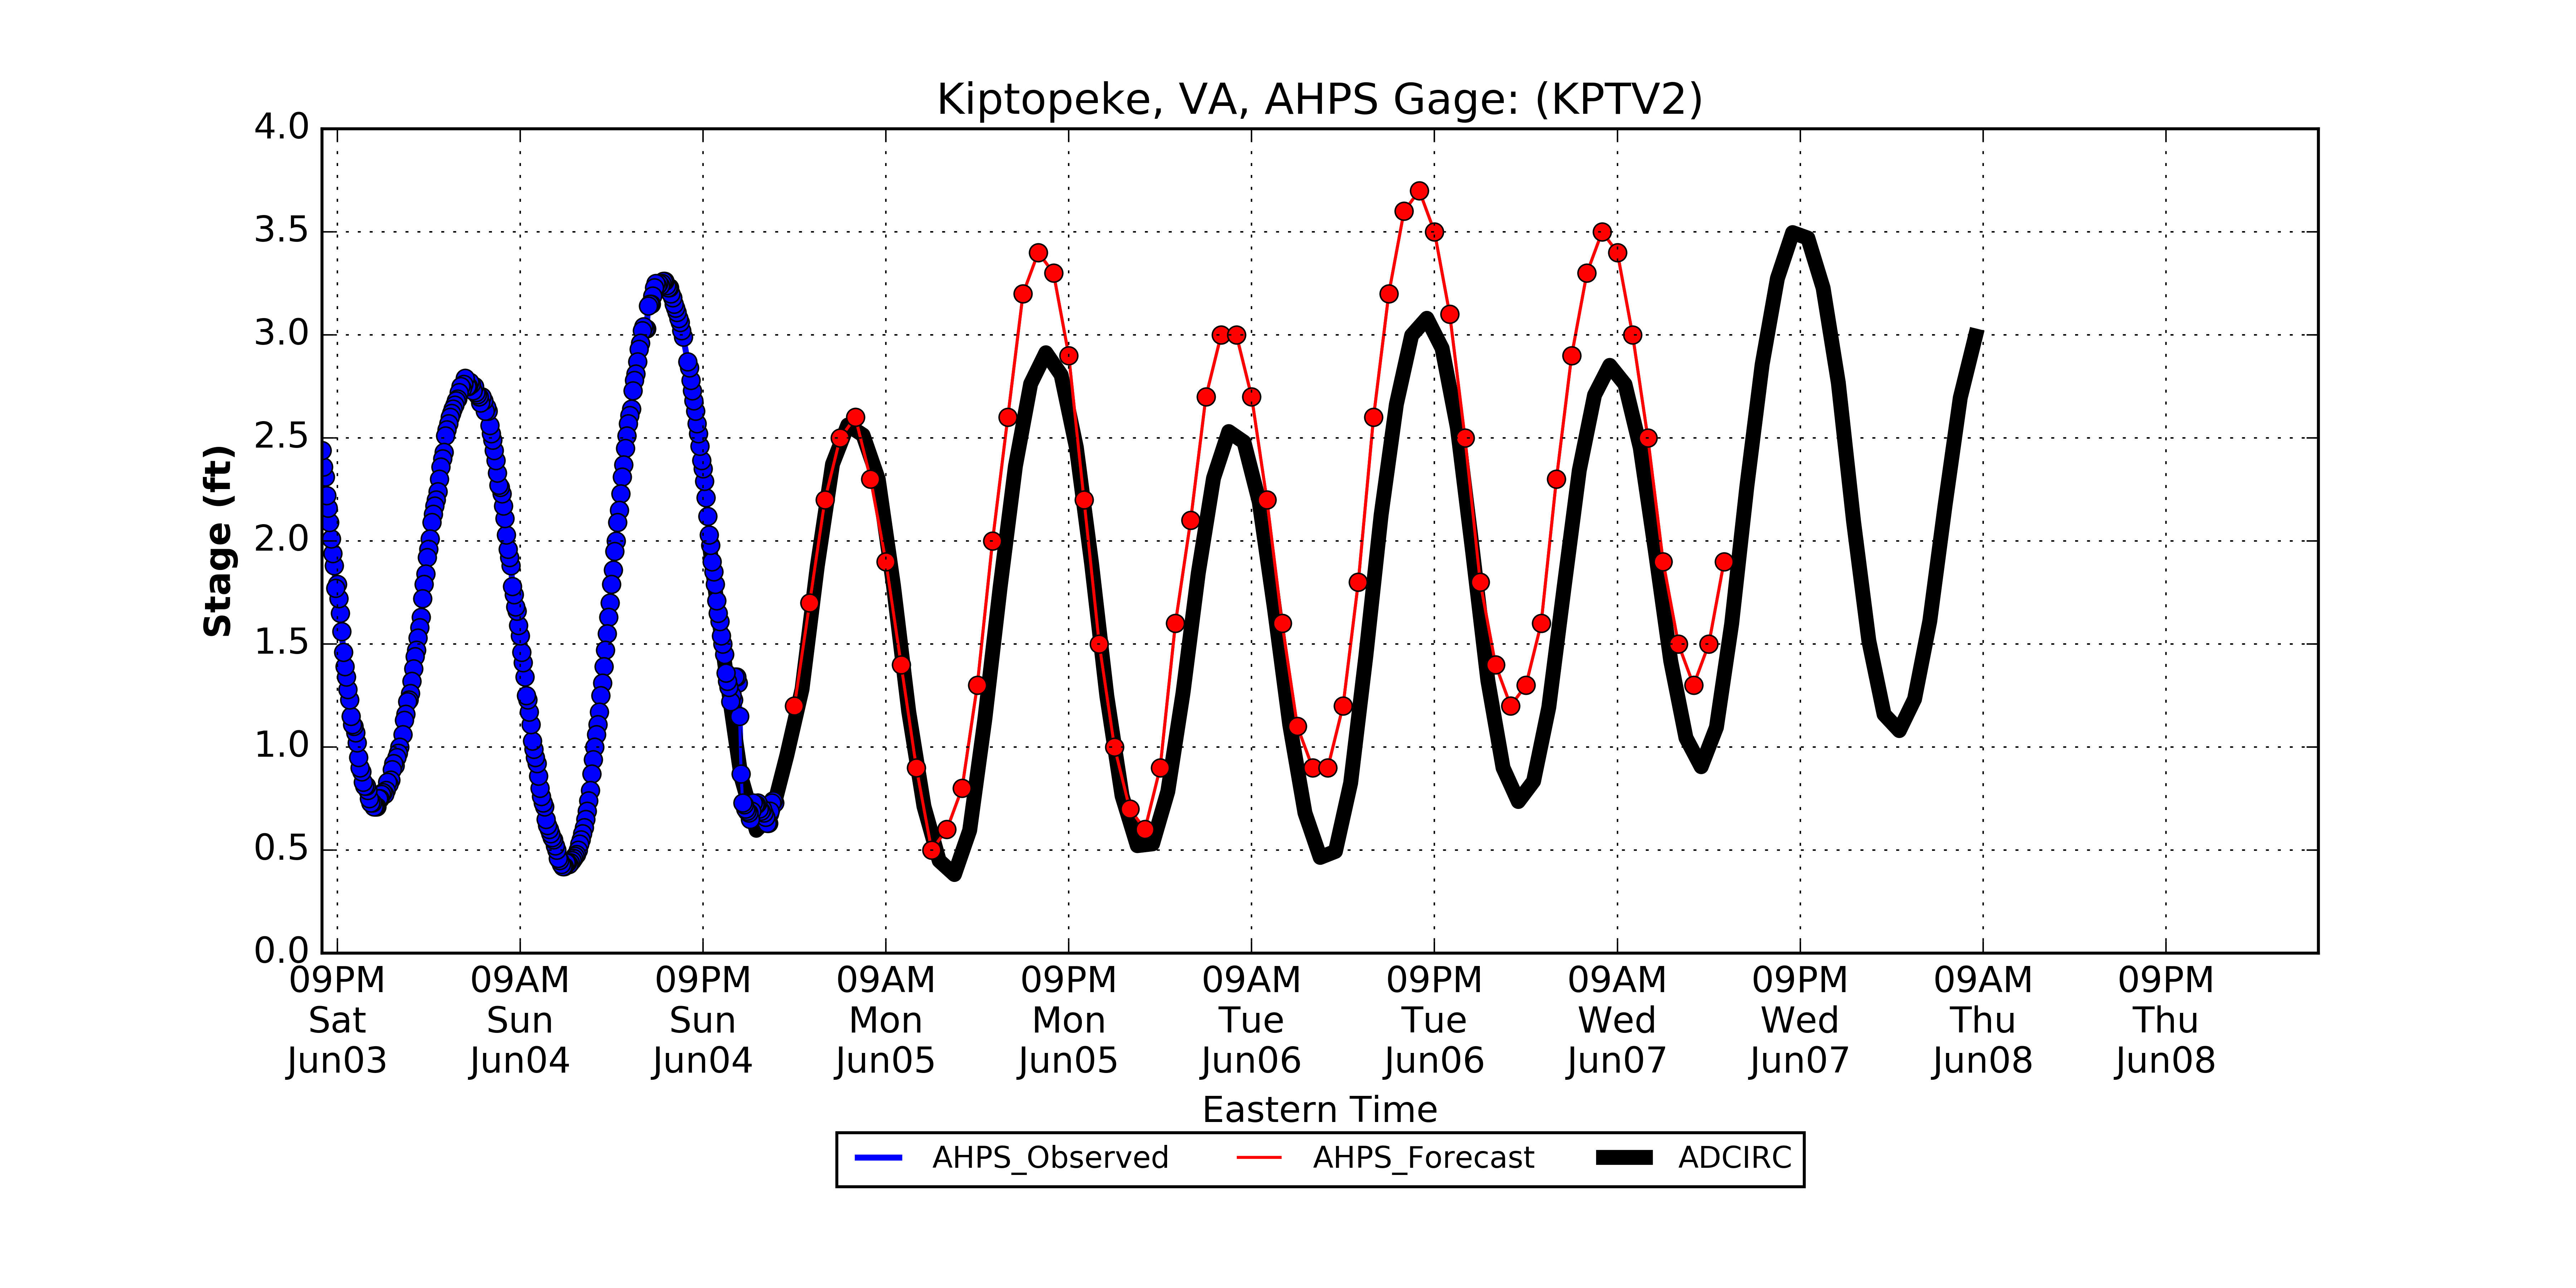 Kiptopeke, VA, AHPS Gage: (KPTV2)
4.0
3.5
3.0
2.5
2.0
1.5
1.0
0.5
0.0
Stage (ft)
09PM 09AM 09PM 09AM 09PM 09AM 09PM 09AM 09PM 09AM 09PM
Sat Sun Sun Mon Mon Tue Tue Wed Wed Thu Thu
Jun03 Jun04 Jun04 Jun05 Jun05 Jun06 Jun06 Jun07 Jun07 Jun08 Jun08
Eastern Time
AHPS_Observed AHPS_Forecast ADCIRC